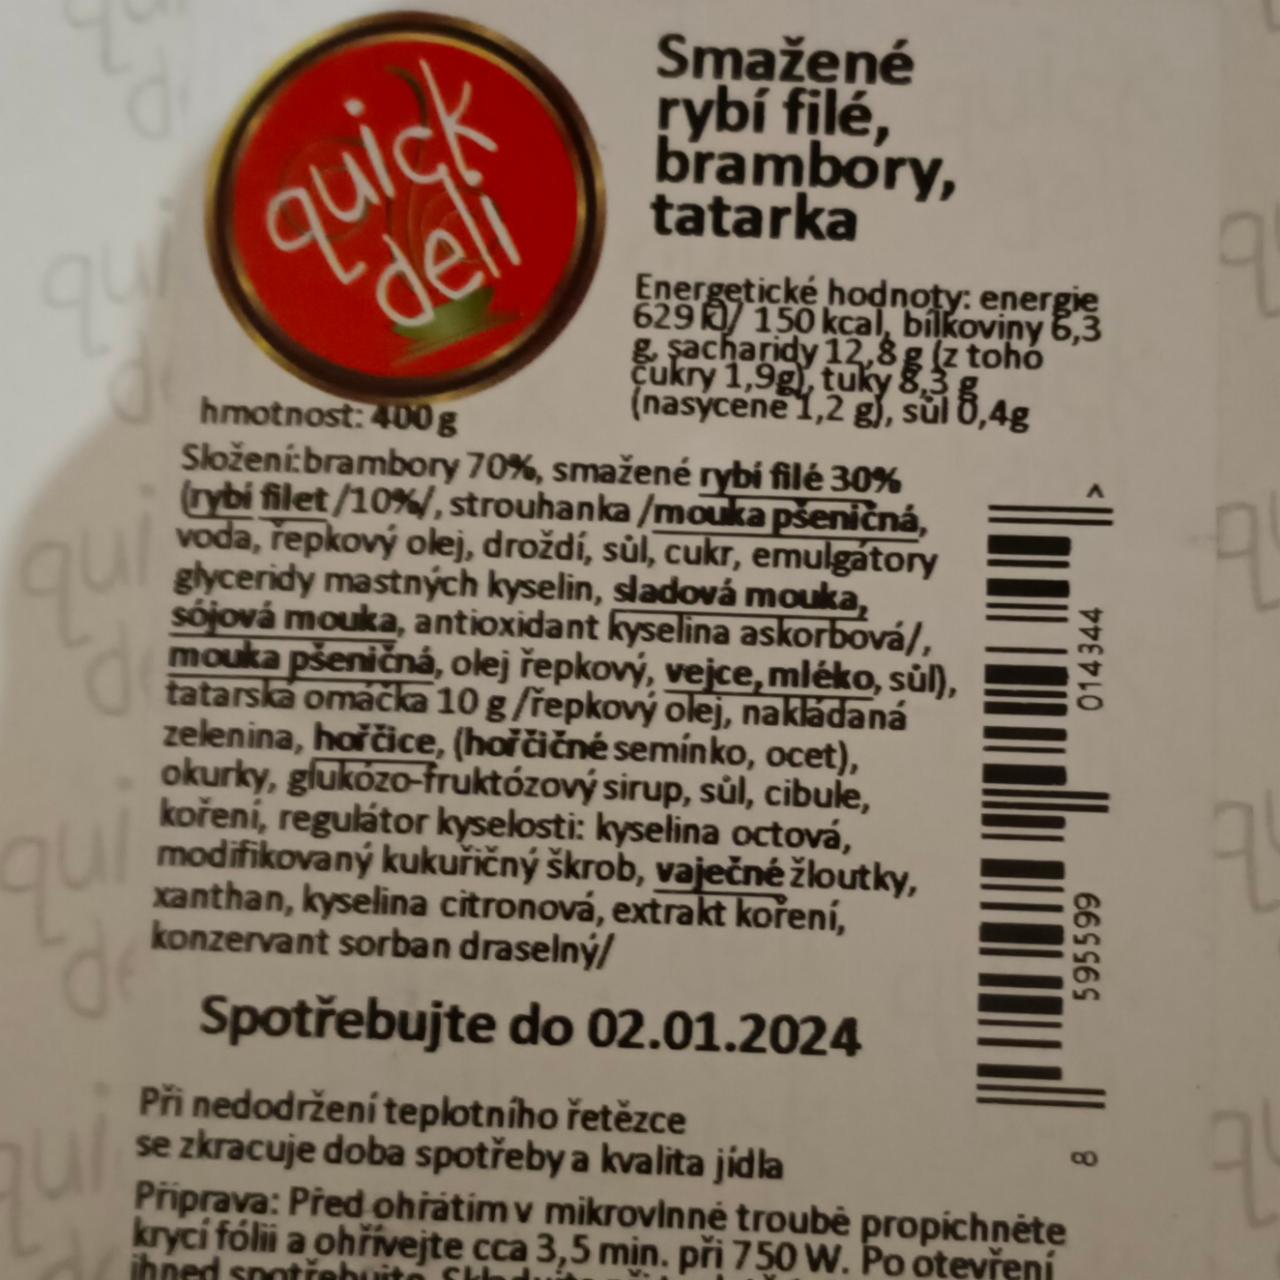 quick
deli
Smažené
rybí filé,
brambory,
tatarka
Energetické hodnoty: energie
629 kJ/ 150 kcal, bílkoviny 6,3
g, sacharidy 12,8 g (z toho
cukry 1,9g), tuky 8,3 g
(nasycené 1,2 g), sůl 0,4g
hmotnost: 400 g
Složení:brambory 70%, smažené rybí filé 30%
(rybí filet /10%/, strouhanka /mouka pšeničná,
voda, řepkový olej, droždí, sůl, cukr, emulgátory
glyceridy mastných kyselin, sladová mouka,
sójová mouka, antioxidant kyselina askorbová/,
mouka pšeničná, olej řepkový, vejce, mléko, sůl),
tatarská omáčka 10 g /řepkový olej, nakládaná
zelenina, hořčice, (hořčičné semínko, ocet),
okurky, glukózo-fruktózový sirup, sůl, cibule,
koření, regulátor kyselosti: kyselina octová,
modifikovaný kukuřičný škrob, vaječné žloutky,
xanthan, kyselina citronová, extrakt koření,
konzervant sorban draselný/
Spotřebujte do 02.01.2024
Při nedodržení teplotního řetězce
se zkracuje doba spotřeby a kvalita jídla
Příprava: Před ohřátím v mikrovlnné troubě propíchněte
krycí fólii a ohřívejte cca 3,5 min. při 750 W. Po otevření
ihned spotřebujte.
8 595599 014344 >